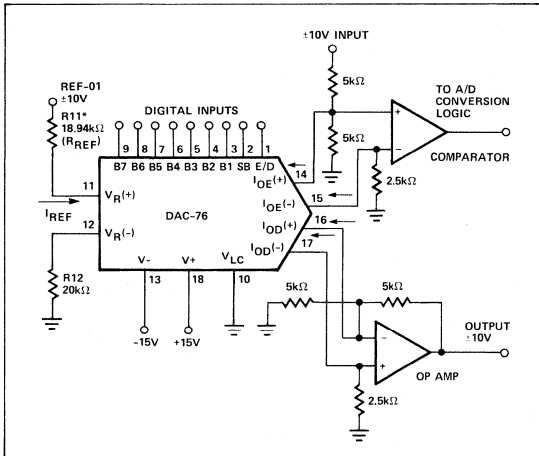 ±10V INPUT
5kΩ
5kΩ
REF-01
±10V
R11*
18.94kΩ
(RREF)
DIGITAL INPUTS
9 8 7 6 5 4 3 2 1
B7 B6 B5 B4 B3 B2 B1 SB E/D
TO A/D
CONVERSION
LOGIC
+
−
COMPARATOR
2.5kΩ
IOE(+)
14
IOE(-)
15
IOD(+)
16
IOD(-)
17
11
VR(+)
IREF
DAC-76
12
VR(-)
V- V+ VLC
13 18 10
R12
20kΩ
-15V
+15V
5kΩ
5kΩ
−
+
OUTPUT
±10V
OP AMP
2.5kΩ